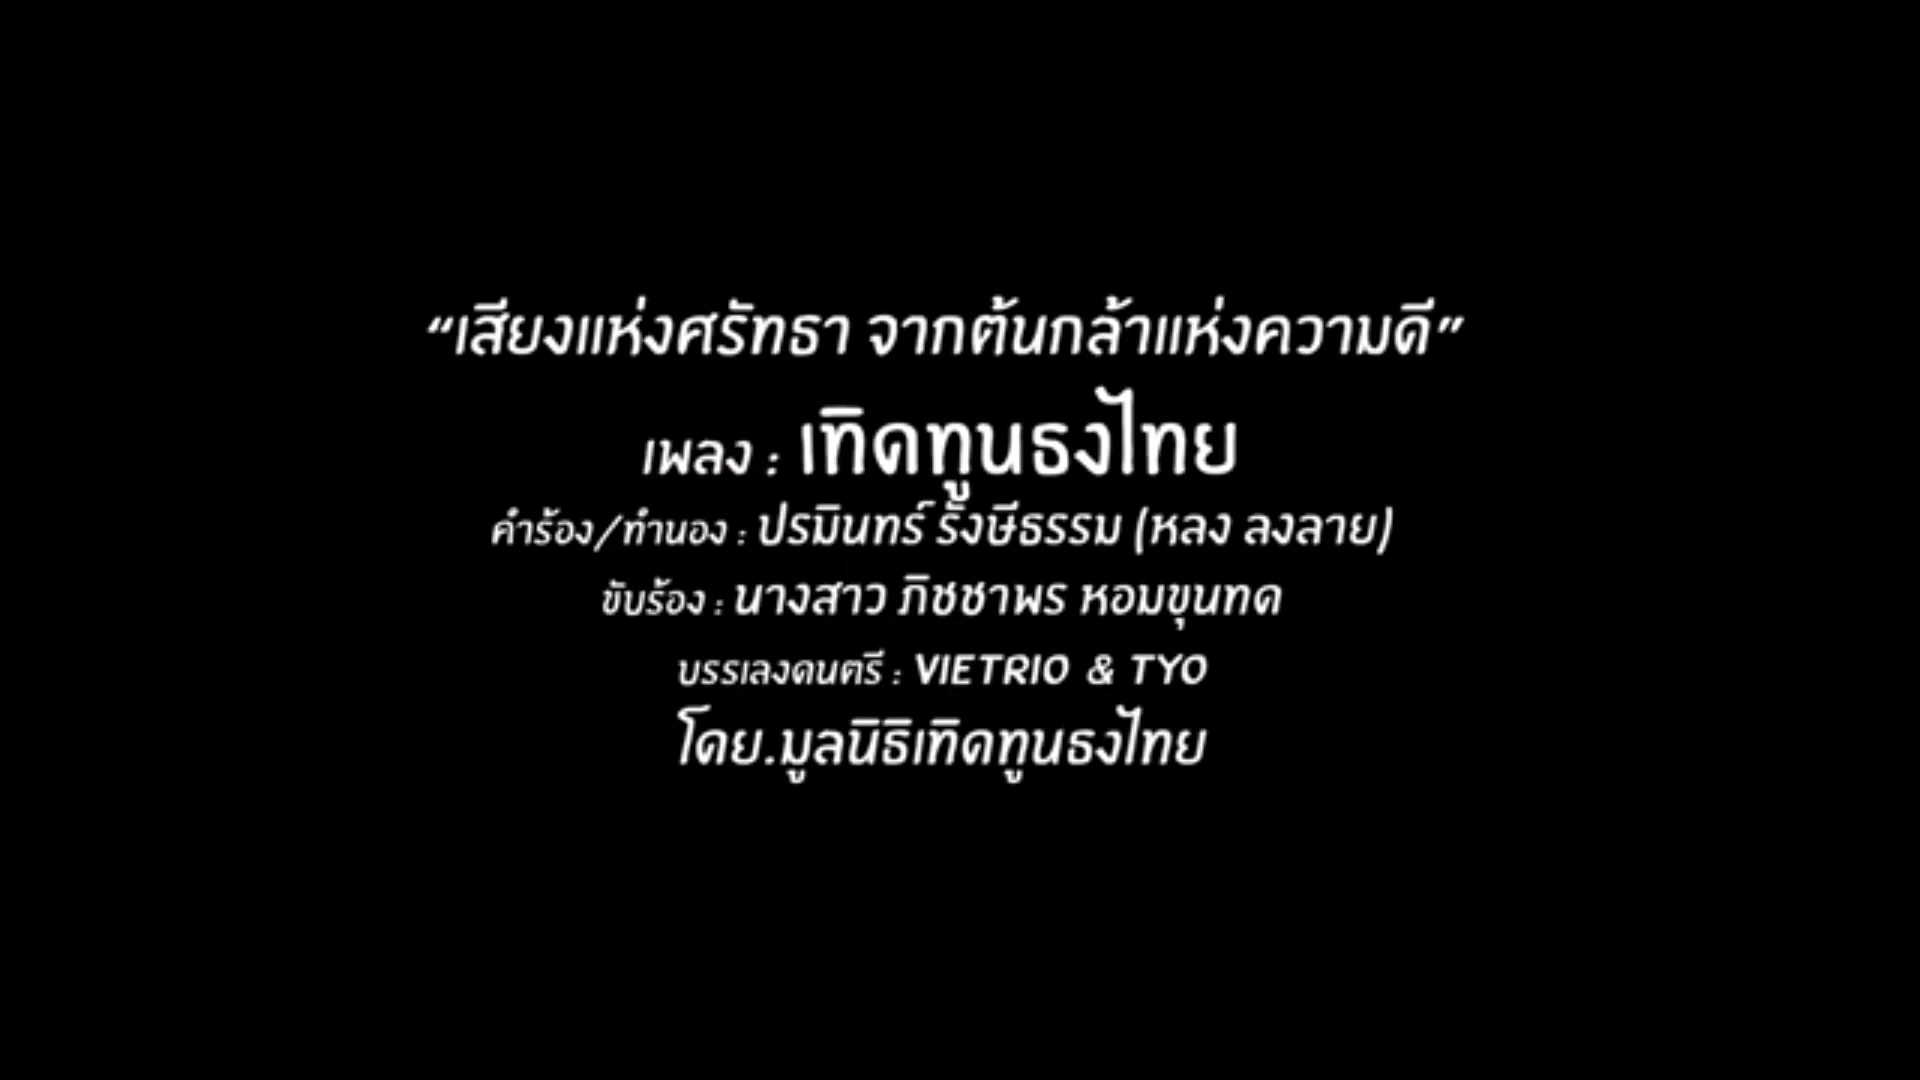 “เสียงแห่งศรัทธา จากต้นกล้าแห่งความดี”
เพลง : เทิดทูนธงไทย
คำร้อง/ทำนอง : ปรมินทร์ รังษีธรรม (หลง ลงลาย)
ขับร้อง : นางสาว ภิชชาพร หอมขุนทด
บรรเลงดนตรี : VIETRIO & TYO
โดย.มูลนิธิเทิดทูนธงไทย